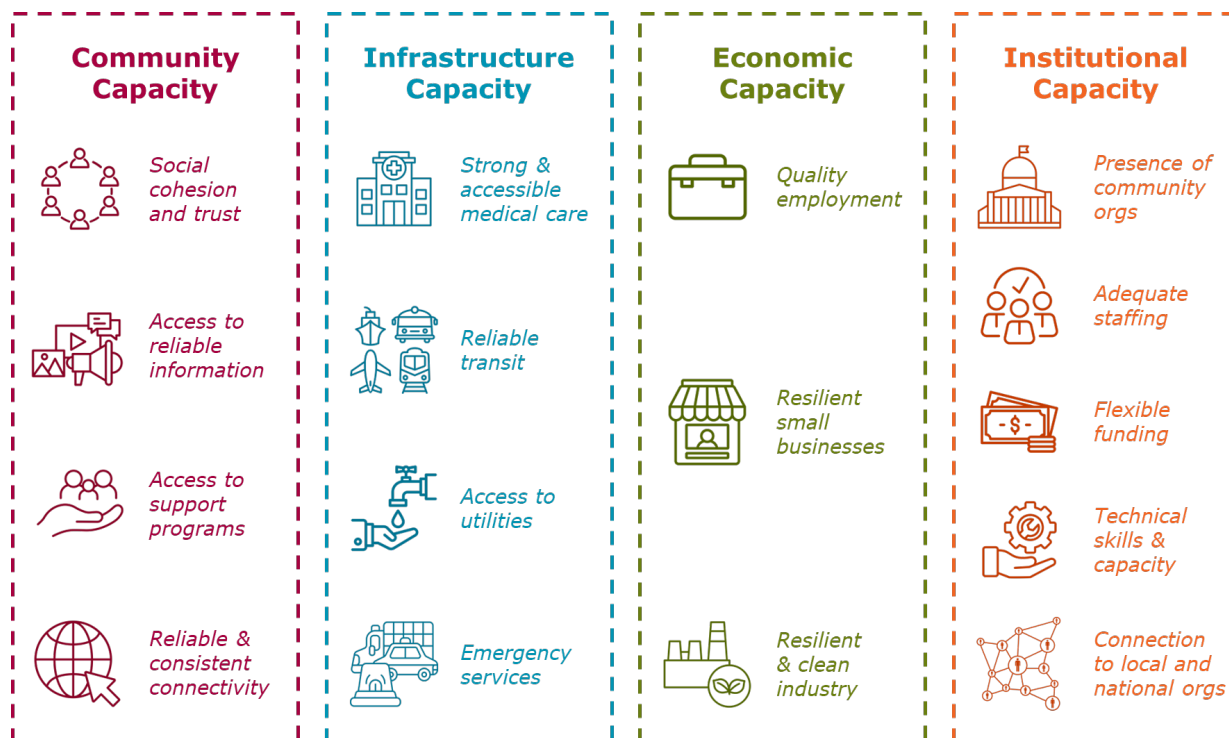 Community
Capacity
Social
cohesion
and trust
Access to
reliable
information
Access to
support
programs
Reliable &
consistent
connectivity
Infrastructure
Capacity
Strong &
accessible
medical care
Reliable
transit
Access to
utilities
Emergency
services
Economic
Capacity
Quality
employment
Resilient
small
businesses
Resilient
& clean
industry
Institutional
Capacity
Presence of
community
orgs
Adequate
staffing
-$-
Flexible
funding
Technical
skills &
capacity
Connection
to local and
national orgs